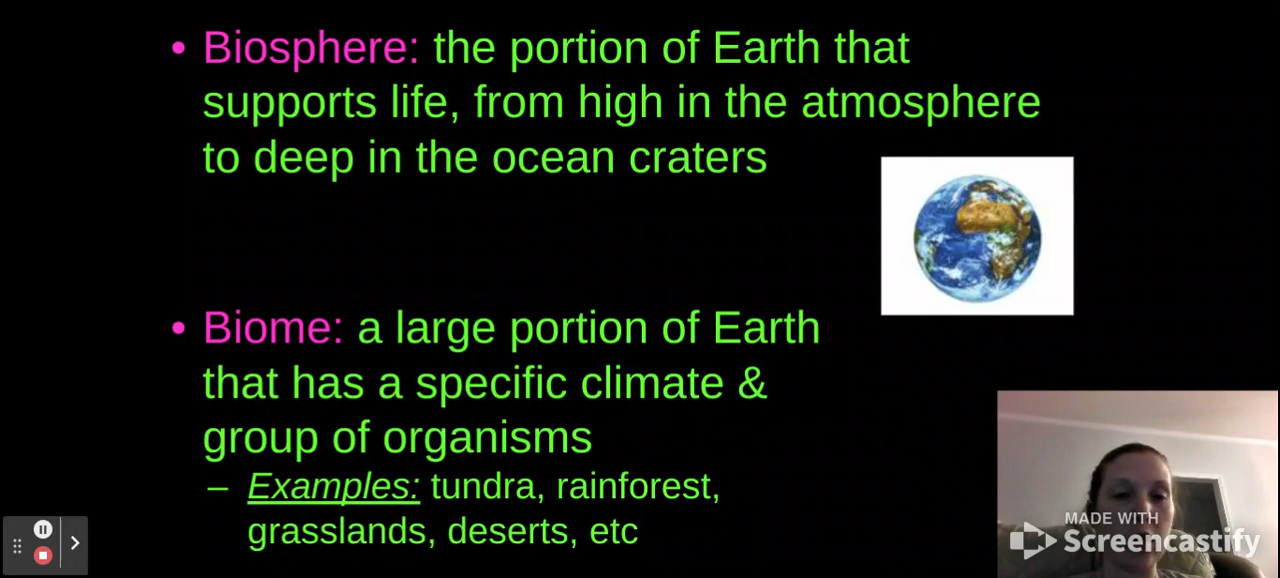 • Biosphere: the portion of Earth that
supports life, from high in the atmosphere
to deep in the ocean craters
• Biome: a large portion of Earth
that has a specific climate &
group of organisms
– Examples: tundra, rainforest,
grasslands, deserts, etc
MADE WITH
Screencastify